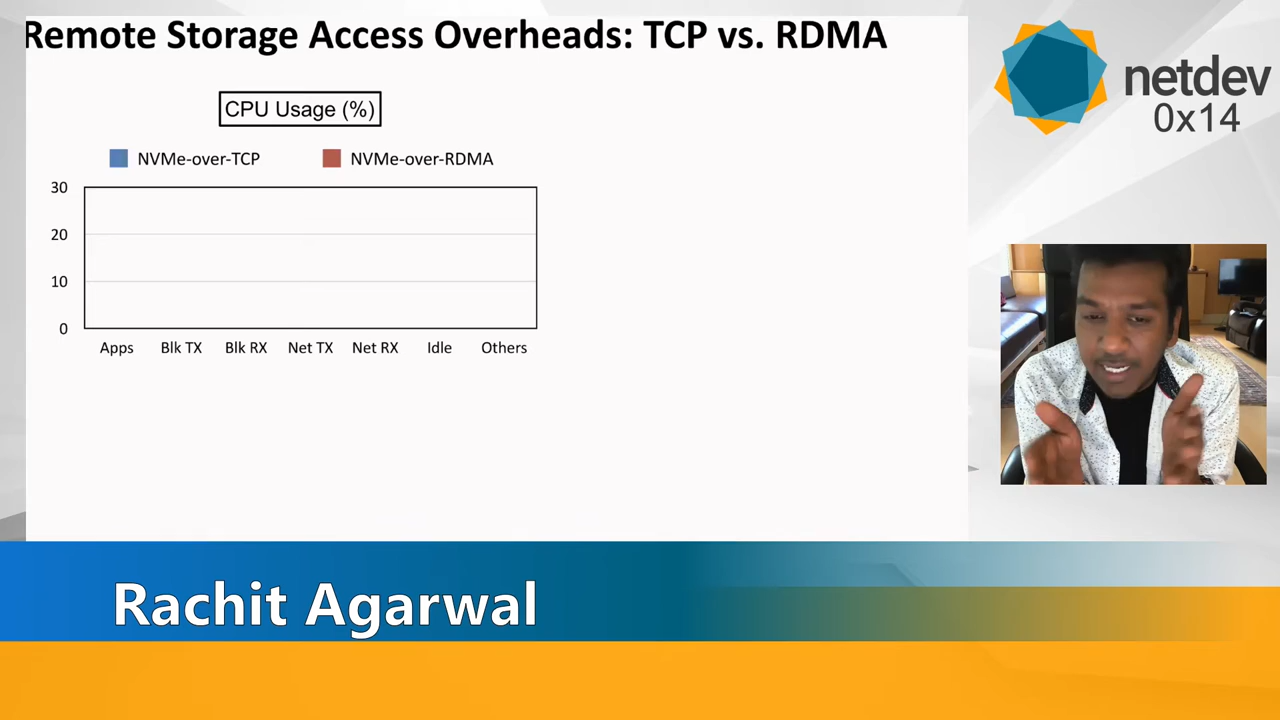 Remote Storage Access Overheads: TCP vs. RDMA
CPU Usage (%)
NVMe-over-TCP NVMe-over-RDMA
30
20
10
0
Apps Blk TX Blk RX Net TX Net RX Idle Others
netdev
0x14
Rachit Agarwal